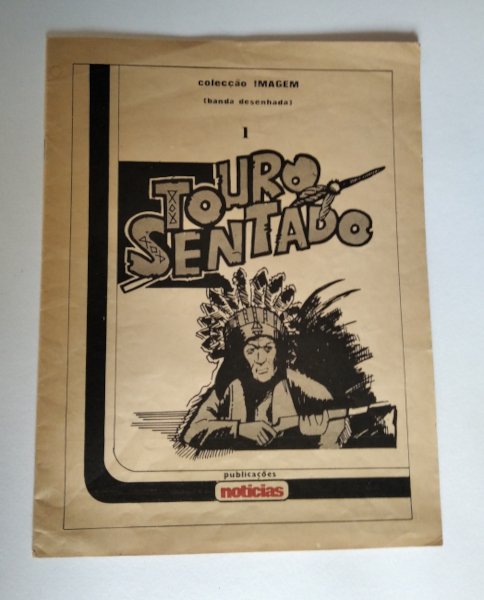 colecção IMAGEM
(banda desenhada)
1
TOURO
SENTADO
publicações
notícias